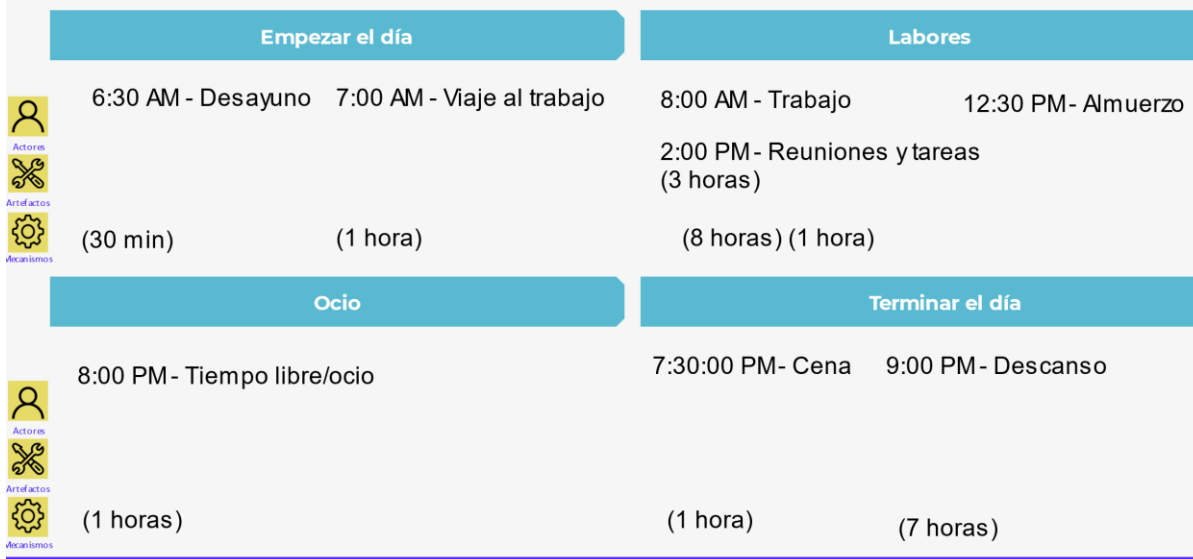 Empezar el día
Labores
6:30 AM - Desayuno
7:00 AM - Viaje al trabajo
8:00 AM - Trabajo
12:30 PM- Almuerzo
2:00 PM- Reuniones y tareas
(3 horas)
Actores
Artefactos
Mecanismos
(30 min)
(1 hora)
(8 horas) (1 hora)
Ocio
Terminar el día
8:00 PM- Tiempo libre/ocio
7:30:00 PM- Cena
9:00 PM- Descanso
Actores
Artefactos
Mecanismos
(1 horas)
(1 hora)
(7 horas)